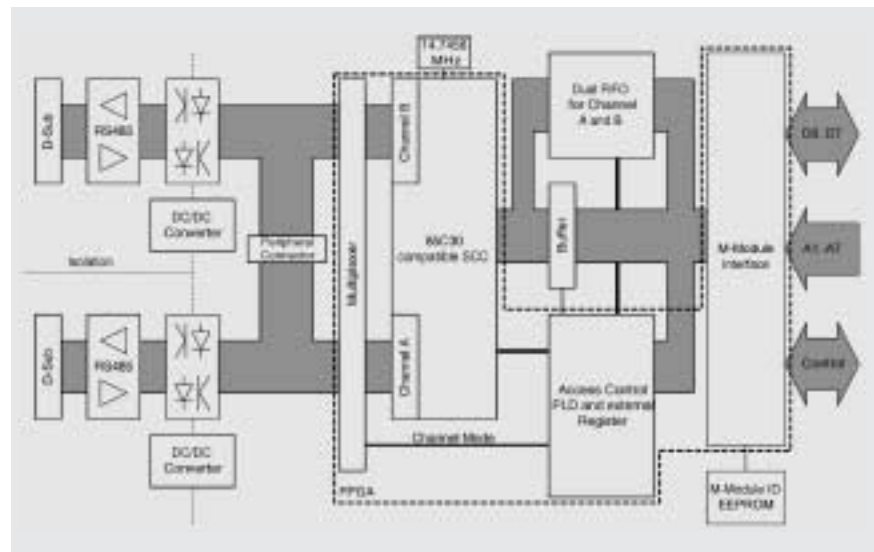 14.7456
MHz
D-Sub
RS485
DC/DC
Converter
Isolation
Peripheral
Connector
Multiplexer
Channel B
85C30
compatible SCC
Channel A
Dual FIFO
for Channel
A and B
Buffer
M-Module
Interface
D0..D7
A1..A7
Control
D-Sub
RS485
DC/DC
Converter
Channel Mode
FPGA
Access Control
PLD and external
Register
M-Module ID
EEPROM